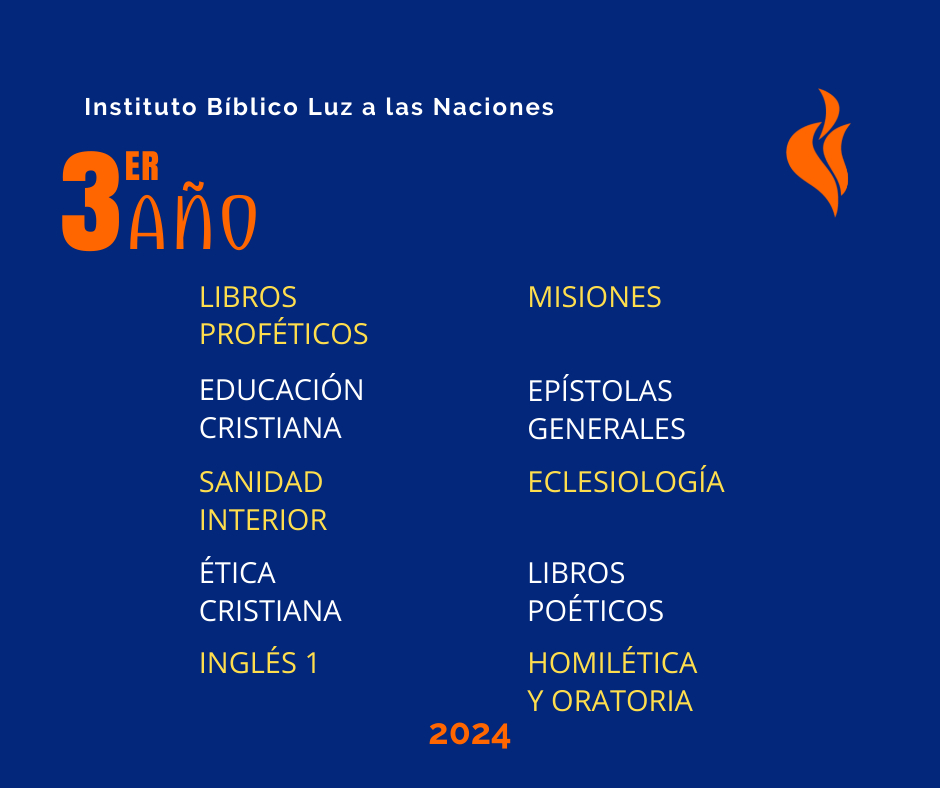 Instituto Bíblico Luz a las Naciones
3ER AÑO
LIBROS
PROFÉTICOS
EDUCACIÓN
CRISTIANA
SANIDAD
INTERIOR
ÉTICA
CRISTIANA
INGLÉS 1
MISIONES
EPÍSTOLAS
GENERALES
ECLESIOLOGÍA
LIBROS
POÉTICOS
HOMILÉTICA
Y ORATORIA
2024